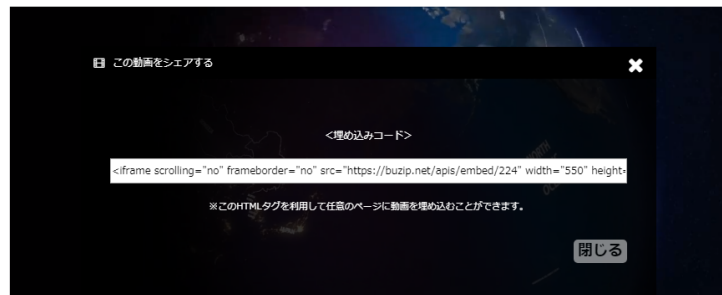 この動画をシェアする
<埋め込みコード>
<iframe scrolling="no" frameborder="no" src="https://buzip.net/apis/embed/224" width="550" height=
※このHTMLタグを利用して任意のページに動画を埋め込むことができます。
閉じる